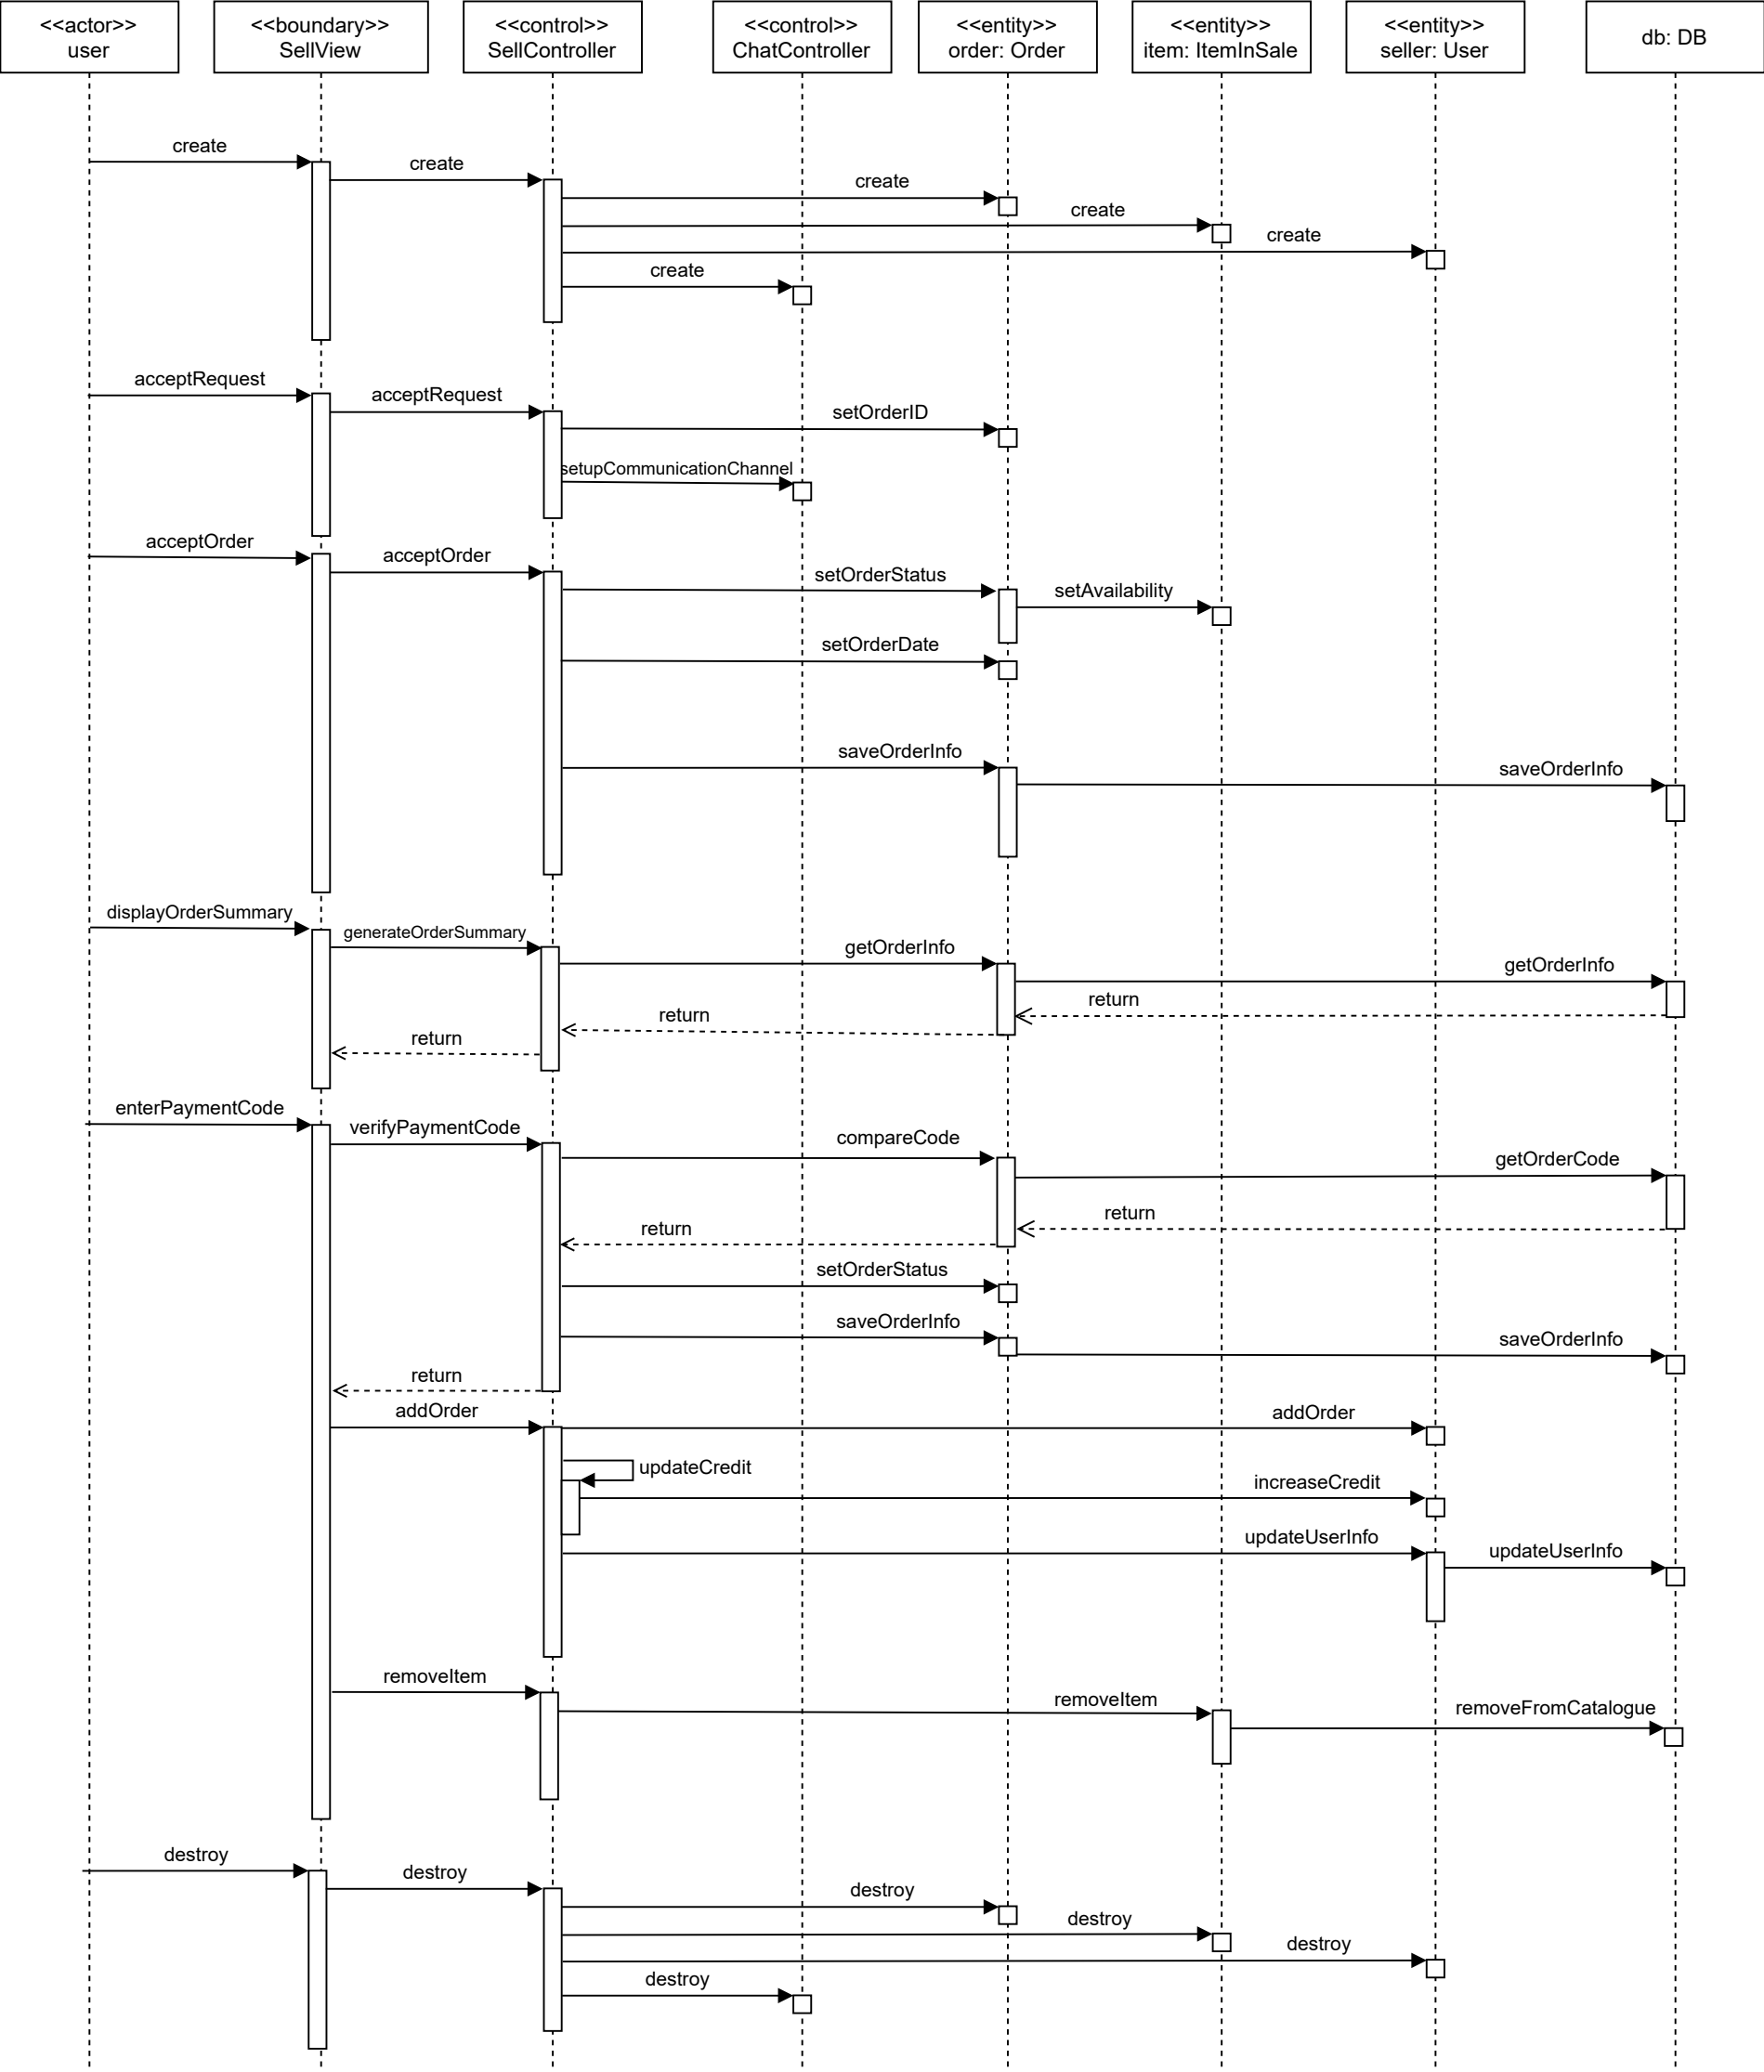 <<actor>>
user
<<boundary>>
SellView
<<control>>
SellController
<<control>>
ChatController
<<entity>>
order: Order
<<entity>>
item: ItemInSale
<<entity>>
seller: User
db: DB
create
create
create
create
create
create
acceptRequest
acceptRequest
setOrderID
setupCommunicationChannel
acceptOrder
acceptOrder
setOrderStatus
setAvailability
setOrderDate
saveOrderInfo
saveOrderInfo
displayOrderSummary
generateOrderSummary
getOrderInfo
getOrderInfo
return
return
return
enterPaymentCode
verifyPaymentCode
compareCode
getOrderCode
return
return
setOrderStatus
saveOrderInfo
saveOrderInfo
return
addOrder
addOrder
updateCredit
increaseCredit
updateUserInfo
updateUserInfo
removeItem
removeItem
removeFromCatalogue
destroy
destroy
destroy
destroy
destroy
destroy